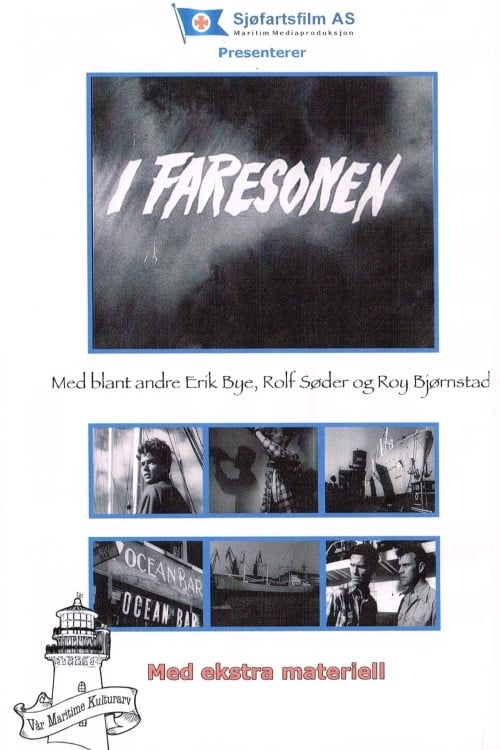 Sjøfartsfilm AS
Maritim Mediaproduksjon
Presenterer
I FARESONEN
Med blant andre Erik Bye, Rolf Søder og Roy Bjørnstad
OCEAN BAR
OCEAN BAR
Med ekstra materiell
Vår Maritime Kulturarv